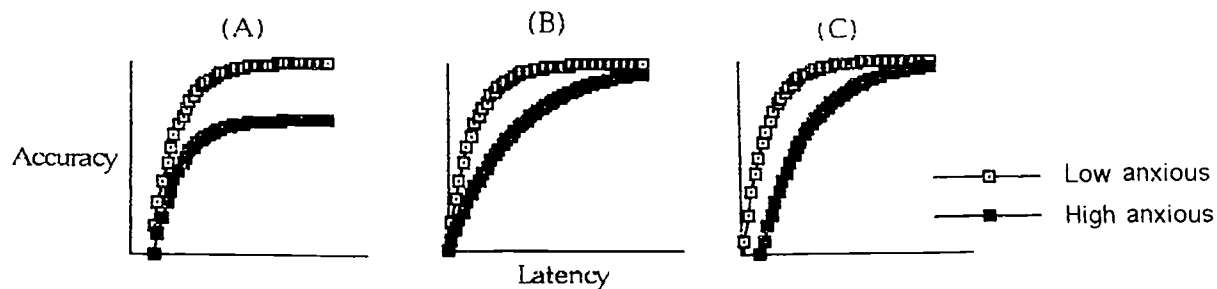 (A)
(B)
(C)
Accuracy
Low anxious
High anxious
Latency